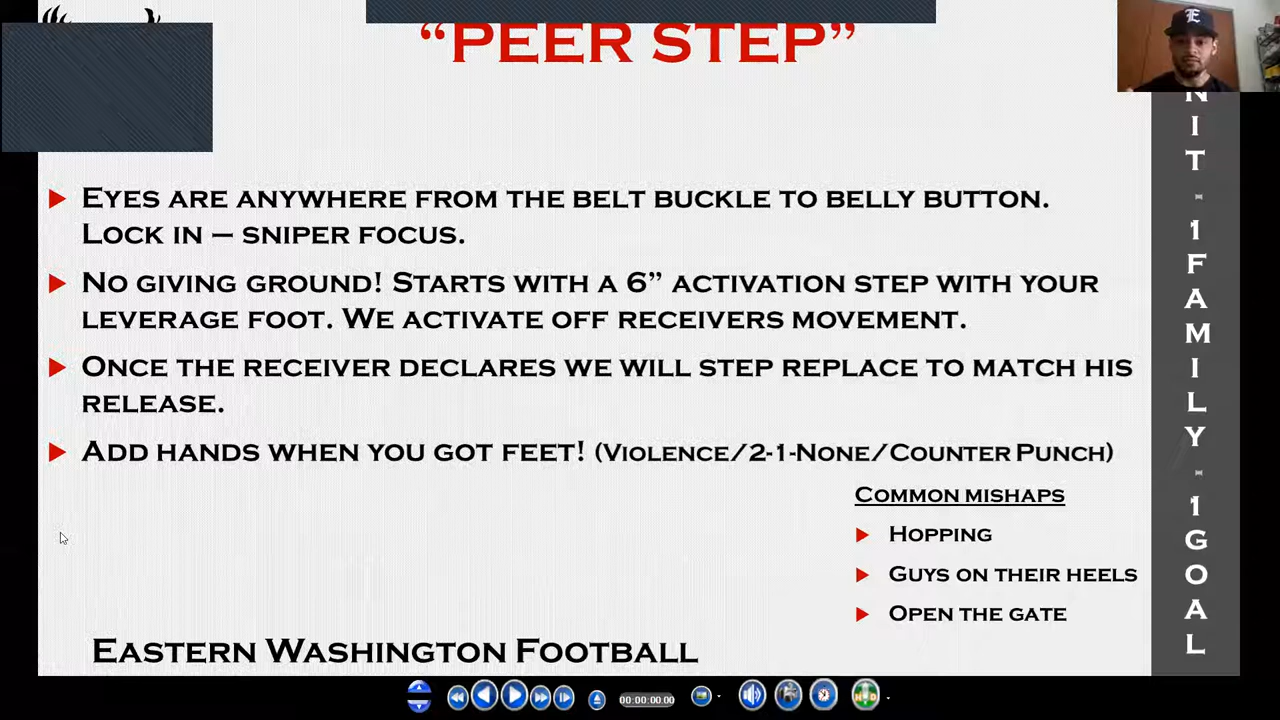 “PEER STEP”
EYES ARE ANYWHERE FROM THE BELT BUCKLE TO BELLY BUTTON.
LOCK IN – SNIPER FOCUS.
NO GIVING GROUND! STARTS WITH A 6” ACTIVATION STEP WITH YOUR
LEVERAGE FOOT. WE ACTIVATE OFF RECEIVERS MOVEMENT.
ONCE THE RECEIVER DECLARES WE WILL STEP REPLACE TO MATCH HIS
RELEASE.
ADD HANDS WHEN YOU GOT FEET! (VIOLENCE/2-1-NONE/COUNTER PUNCH)
COMMON MISHAPS
HOPPING
GUYS ON THEIR HEELS
OPEN THE GATE
EASTERN WASHINGTON FOOTBALL
NIT - 1FAMILY - 1GOAL
E
00:00:00.00